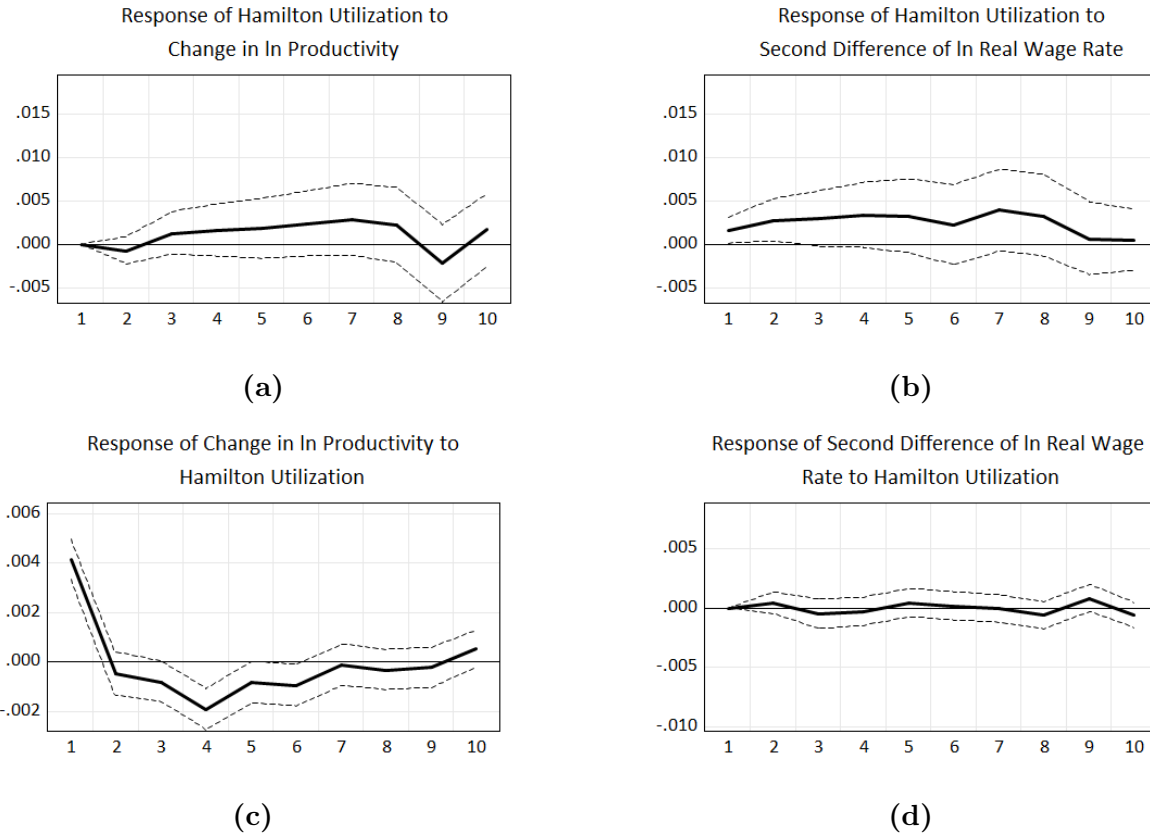 Response of Hamilton Utilization to
Change in ln Productivity
.015
.010
.005
.000
-.005
1 2 3 4 5 6 7 8 9 10
(a)
Response of Hamilton Utilization to
Second Difference of ln Real Wage Rate
.015
.010
.005
.000
-.005
1 2 3 4 5 6 7 8 9 10
(b)
Response of Change in ln Productivity to
Hamilton Utilization
.006
.004
.002
.000
-.002
1 2 3 4 5 6 7 8 9 10
(c)
Response of Second Difference of ln Real Wage
Rate to Hamilton Utilization
.005
.000
-.005
-.010
1 2 3 4 5 6 7 8 9 10
(d)